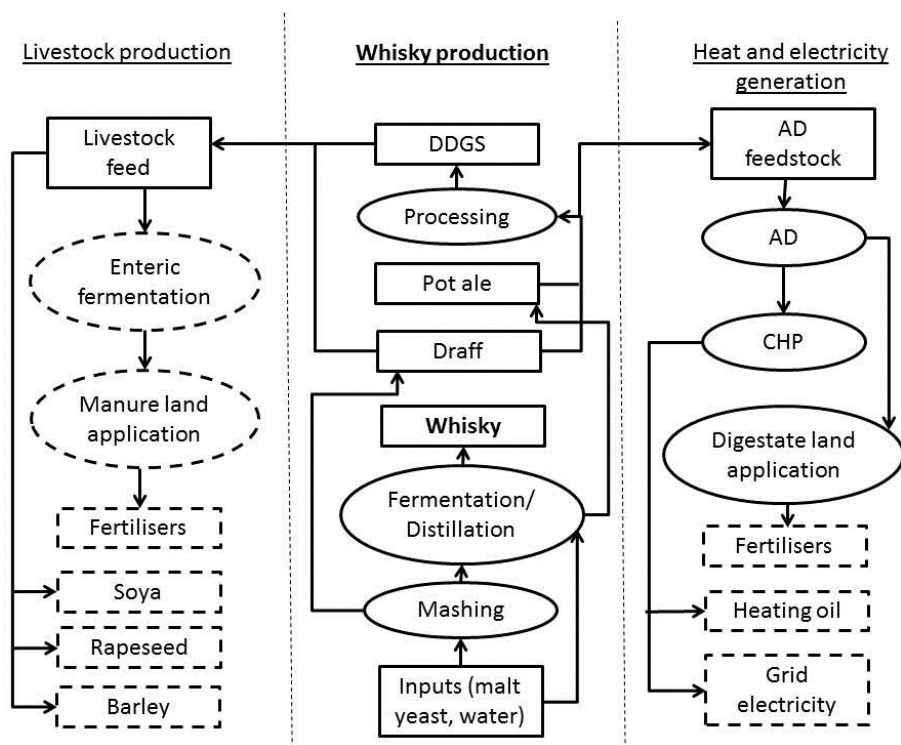 Livestock production
Livestock
feed
Enteric
fermentation
Manure land
application
Fertilisers
Soya
Rapeseed
Barley
Whisky production
DDGS
Processing
Pot ale
Draff
Whisky
Fermentation/
Distillation
Mashing
Inputs (malt
yeast, water)
Heat and electricity
generation
AD
feedstock
AD
CHP
Digestate land
application
Fertilisers
Heating oil
Grid
electricity